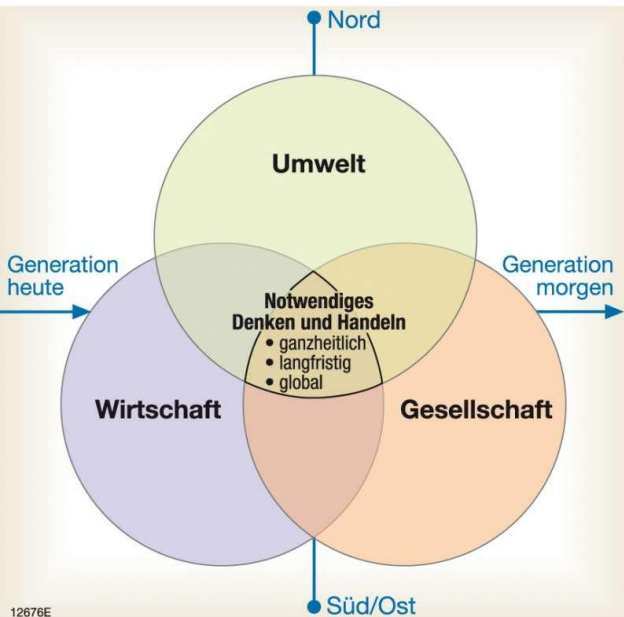 Nord
Umwelt
Generation
heute
Generation
morgen
Notwendiges
Denken und Handeln
• ganzheitlich
• langfristig
• global
Wirtschaft
Gesellschaft
Süd/Ost
12676E